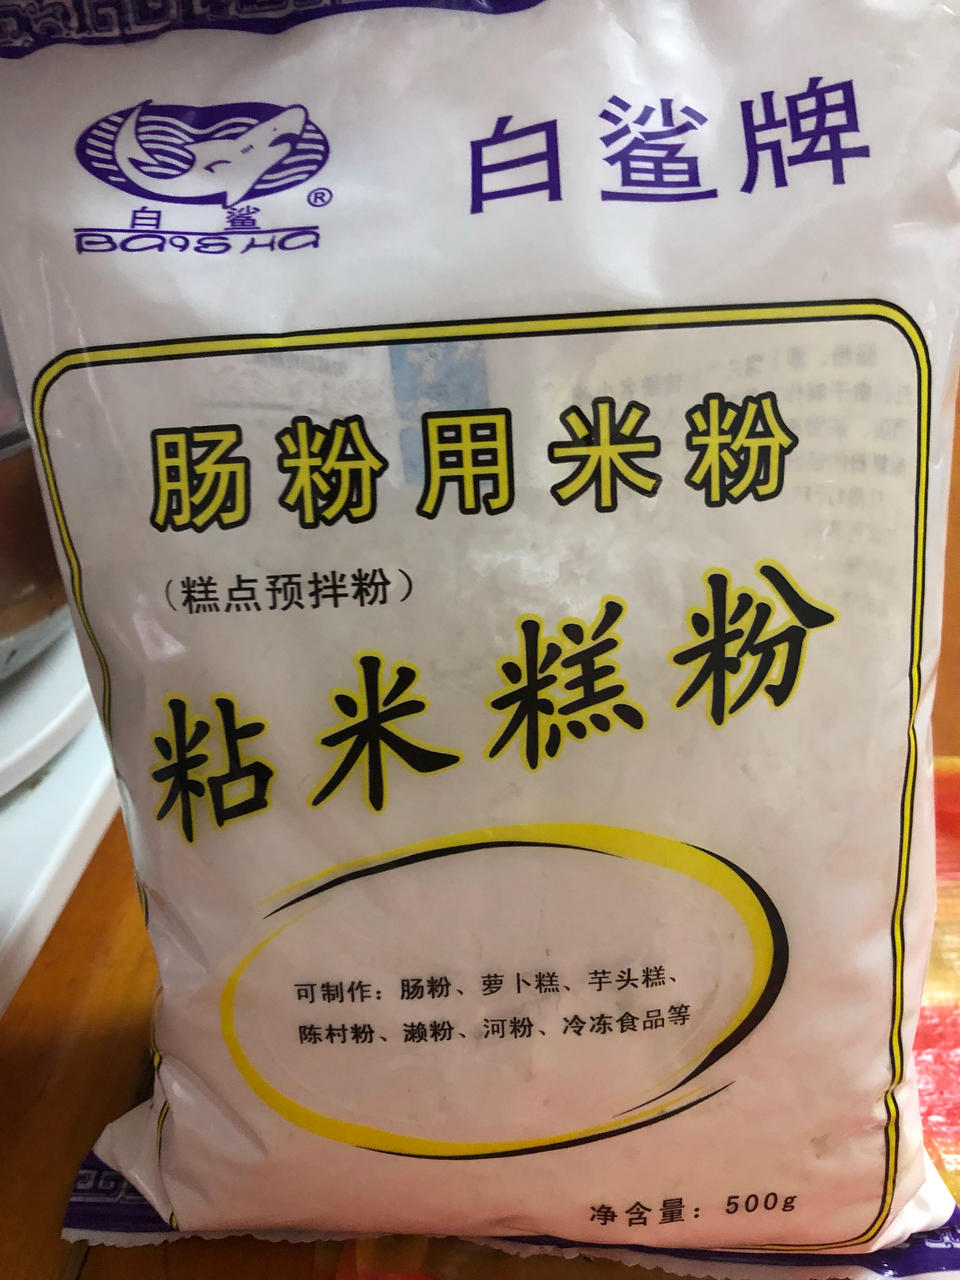 白鲨牌
白 鲨
®
BaisHa
肠粉用米粉
（糕点预拌粉）
粘米糕粉
可制作：肠粉、萝卜糕、芋头糕、
陈村粉、濑粉、河粉、冷冻食品等
净含量：500g